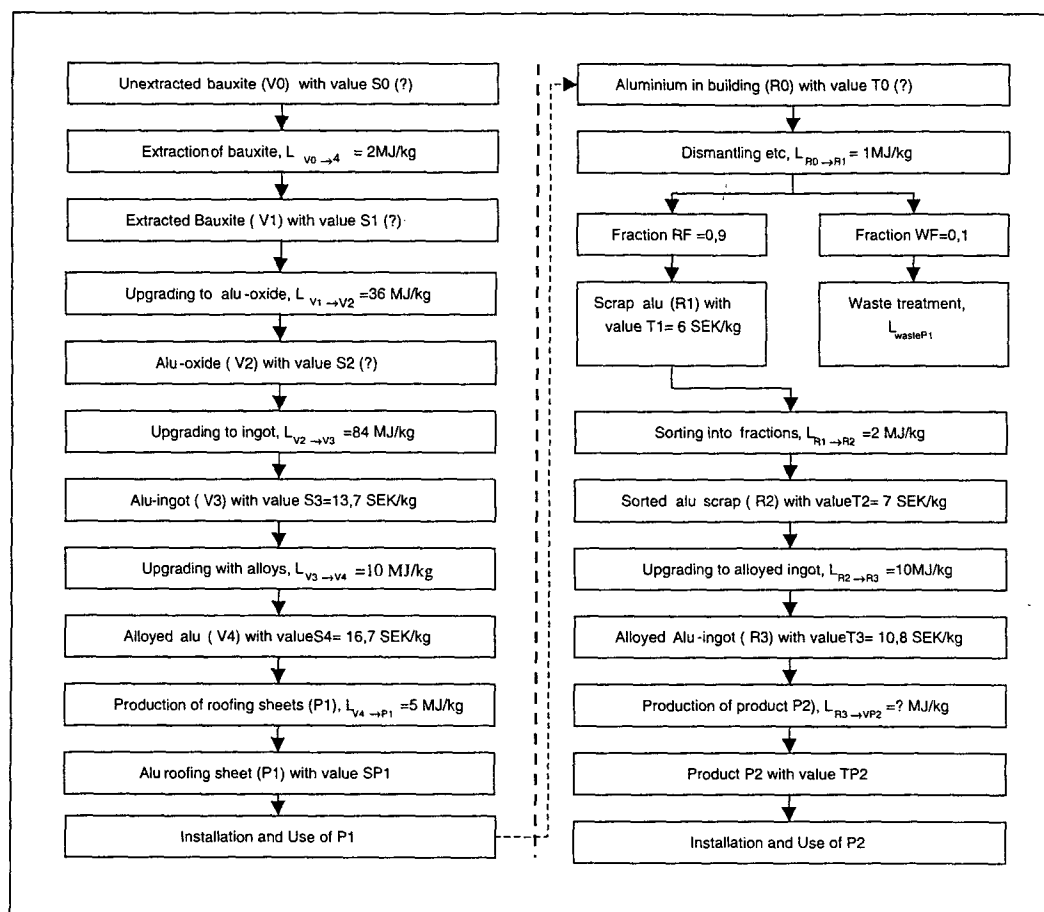 Unextracted bauxite (V0) with value S0 (?)
Extraction of bauxite, L V0→4 = 2MJ/kg
Extracted Bauxite ( V1) with value S1 (?)
Upgrading to alu-oxide, L V1→V2 =36 MJ/kg
Alu-oxide ( V2) with value S2 (?)
Upgrading to ingot, L V2→V3 =84 MJ/kg
Alu-ingot ( V3) with value S3=13,7 SEK/kg
Upgrading with alloys, L V3→V4 =10 MJ/kg
Alloyed alu ( V4) with valueS4= 16,7 SEK/kg
Production of roofing sheets (P1), L V4→P1 =5 MJ/kg
Alu roofing sheet (P1) with value SP1
Installation and Use of P1
Aluminium in building (R0) with value T0 (?)
Dismantling etc, L R0→R1 = 1MJ/kg
Fraction RF =0,9
Fraction WF=0,1
Scrap alu (R1) with
value T1= 6 SEK/kg
Waste treatment,
L wasteP1
Sorting into fractions, L R1→R2 =2 MJ/kg
Sorted alu scrap ( R2) with valueT2= 7 SEK/kg
Upgrading to alloyed ingot, L R2→R3 =10MJ/kg
Alloyed Alu-ingot ( R3) with valueT3= 10,8 SEK/kg
Production of product P2), L R3→VP2 =? MJ/kg
Product P2 with value TP2
Installation and Use of P2